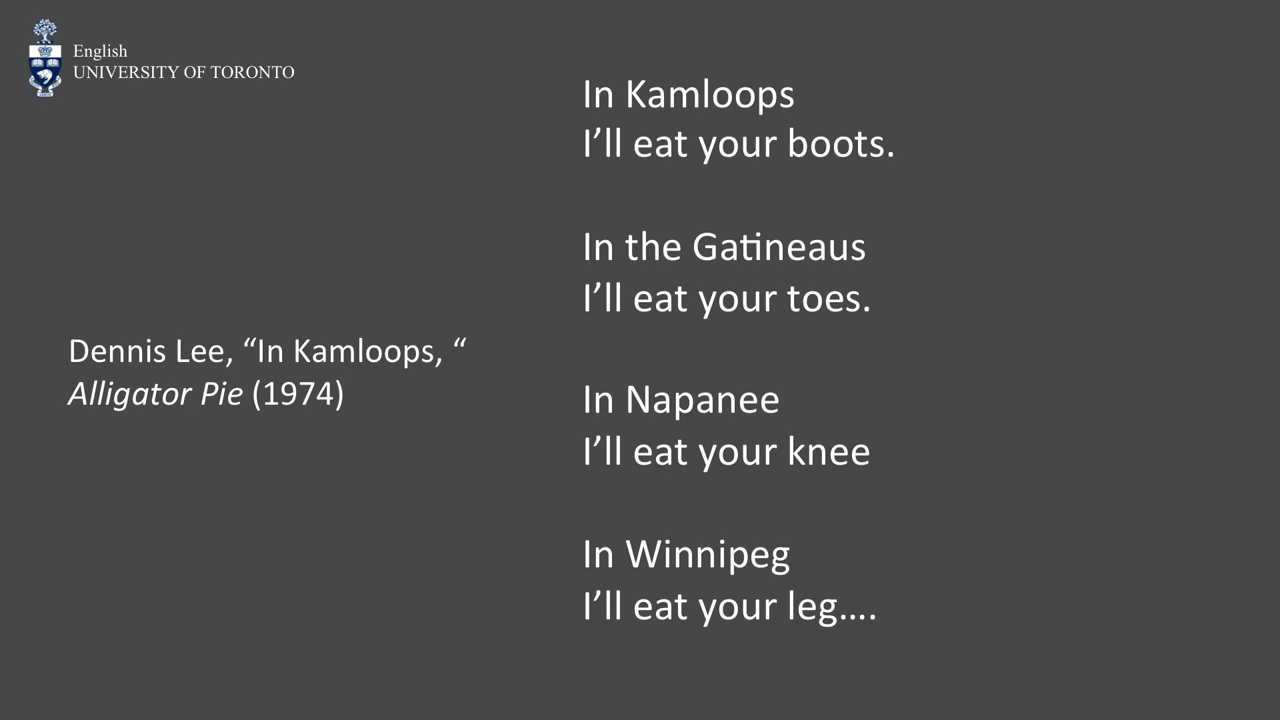 English
UNIVERSITY OF TORONTO
Dennis Lee, “In Kamloops, “
Alligator Pie (1974)
In Kamloops
I’ll eat your boots.
In the Gatineaus
I’ll eat your toes.
In Napanee
I’ll eat your knee
In Winnipeg
I’ll eat your leg….